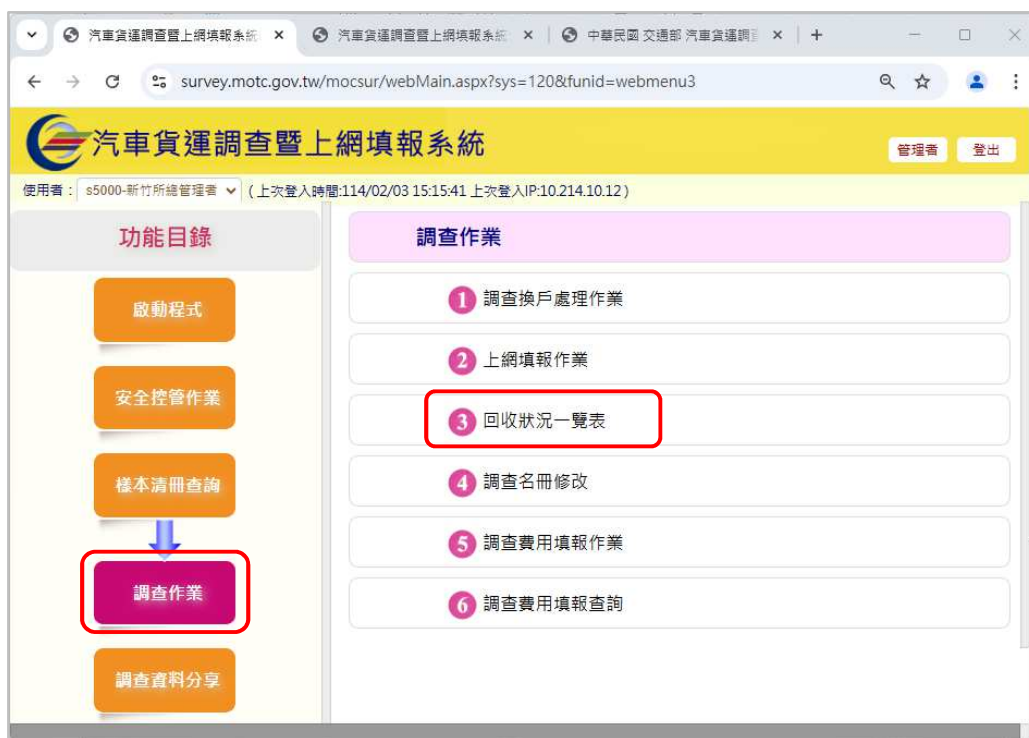 汽車貨運調查暨上網填報系統
汽車貨運調查暨上網填報系統
中華民國 交通部 汽車貨運調
survey.motc.gov.tw/mocsur/webMain.aspx?sys=120&funid=webmenu3
汽車貨運調查暨上網填報系統
管理者
登出
使用者： s5000-新竹所總管理者 (上次登入時間:114/02/03 15:15:41 上次登入IP:10.214.10.12)
功能目錄
啟動程式
安全控管作業
樣本清冊查詢
調查作業
調查資料分享
調查作業
1 調查換戶處理作業
2 上網填報作業
3 回收狀況一覽表
4 調查名冊修改
5 調查費用填報作業
6 調查費用填報查詢